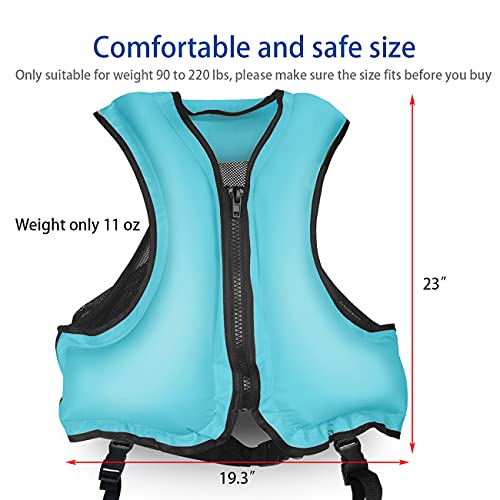 Comfortable and safe size
Only suitable for weight 90 to 220 lbs, please make sure the size fits before you buy
Weight only 11 oz
23"
19.3"